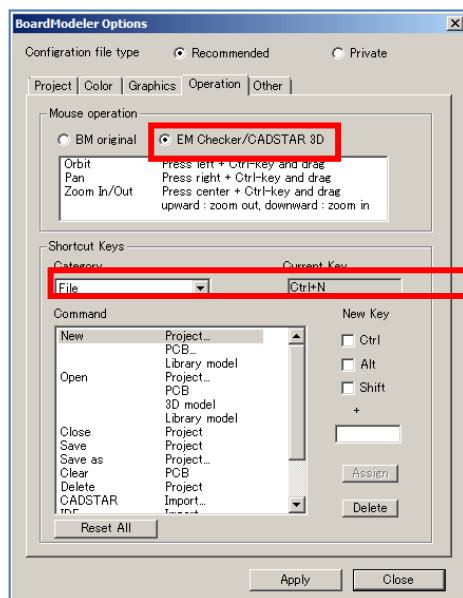 BoardModeler Options
Configration file type Recommended Private
Project Color Graphics Operation Other
Mouse operation
BM original EM Checker/CADSTAR 3D
Orbit Press left + Ctrl-key and drag
Pan Press right + Ctrl-key and drag
Zoom In/Out Press center + Ctrl-key and drag
upward : zoom out, downward : zoom in
Shortcut Keys
Category Current Key
File Ctrl+N
Command New Key
New Project...
PCB...
Library model
Open Project...
PCB
3D model
Library model
Close Project
Save Project
Save as Project...
Clear PCB
Delete Project
CADSTAR Import...
IDF Import...
Ctrl
Alt
Shift
+
Assign
Delete
Reset All
Apply Close